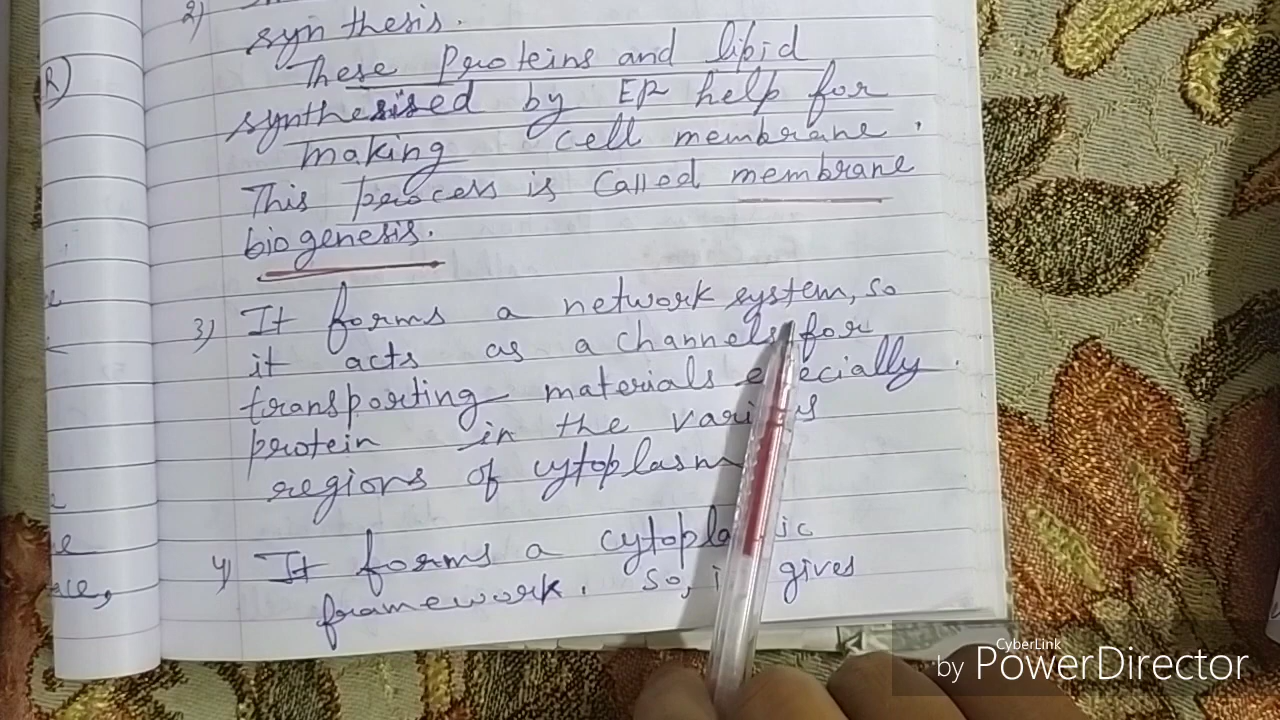 2)
synthesis.
R)
These Proteins and lipid
synthesised by ER help for
making cell membrane.
This process is called membrane
biogenesis.
3) It forms a network system, so
it acts as a channels for
transporting materials
protein in the
regions of cytoplasm
4) It forms a
framework. So, gives
CyberLink
by PowerDirector